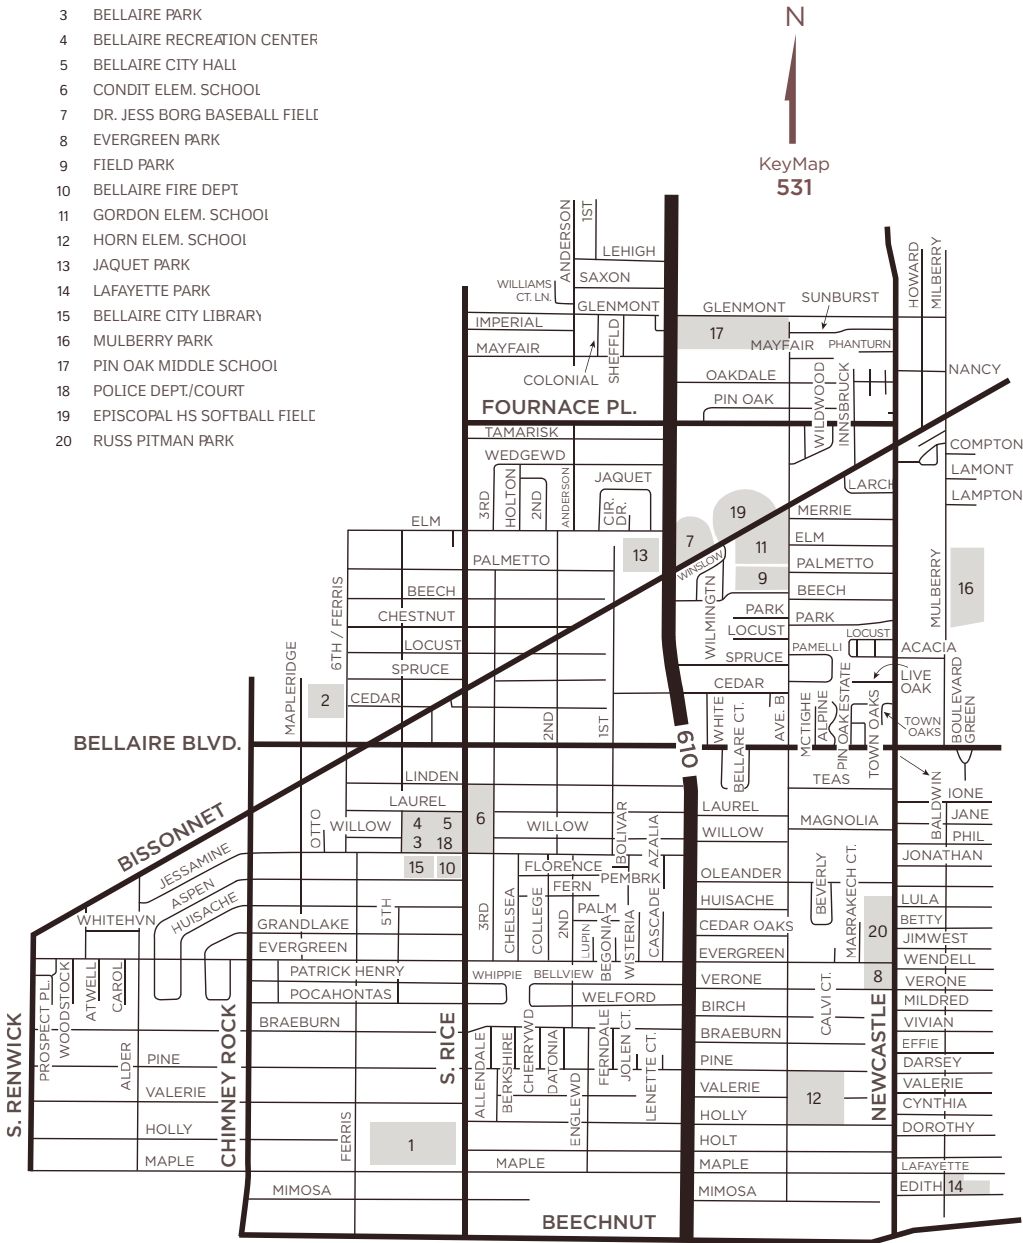 3 BELLAIRE PARK
4 BELLAIRE RECREATION CENTER
5 BELLAIRE CITY HALL
6 CONDIT ELEM. SCHOOL
7 DR. JESS BORG BASEBALL FIELD
8 EVERGREEN PARK
9 FIELD PARK
10 BELLAIRE FIRE DEPT.
11 GORDON ELEM. SCHOOL
12 HORN ELEM. SCHOOL
13 JAQUET PARK
14 LAFAYETTE PARK
15 BELLAIRE CITY LIBRARY
16 MULBERRY PARK
17 PIN OAK MIDDLE SCHOOL
18 POLICE DEPT./COURT
19 EPISCOPAL HS SOFTBALL FIELD
20 RUSS PITMAN PARK
N
KeyMap
531
ANDERSON
1ST
LEHIGH
SAXON
WILLIAMS
CT. LN.
GLENMONT
IMPERIAL
MAYFAIR
COLONIAL
SHEFFLD
GLENMONT
SUNBURST
HOWARD
MILBERRY
17
MAYFAIR
PHANTURN
OAKDALE
PIN OAK
WILDWOOD
INNSBRUCK
NANCY
FOURNACE PL.
TAMARISK
WEDGEWD
3RD
HOLTON
2ND
ANDERSON
JAQUET
CIR.
DR.
COMPTON
LAMONT
LAMPTON
LARCH
ELM
19
MERRIE
7
11
ELM
PALMETTO
13
WINSLOW
9
PALMETTO
BEECH
BEECH
MULBERRY
16
6TH / FERRIS
CHESTNUT
WILMINGTN
PARK
PARK
LOCUST
LOCUST
LOCUST
SPRUCE
SPRUCE
PAMELLI
ACACIA
MAPLERIDGE
2
CEDAR
CEDAR
LIVE
OAK
2ND
1ST
WHITE
BELLARE CT.
AVE. B
MCTIGHE
ALPINE
PIN OAK ESTATE
TOWN OAKS
TOWN
OAKS
BOULEVARD
GREEN
BELLAIRE BLVD.
610
LINDEN
TEAS
BALDWIN
IONE
LAUREL
LAUREL
JANE
BISSONNET
OTTO
WILLOW
4 5
3 18
6
WILLOW
BOLIVAR
AZALIA
WILLOW
MAGNOLIA
PHIL
JESSAMINE
15
10
FLORENCE
PEMBRK
OLEANDER
BEVERLY
MARRAKECH CT.
JONATHAN
ASPEN
FERN
HUISACHE
HUISACHE
LULA
WHITEHVN
GRANDLAKE
5TH
3RD
CHELSEA
COLLEGE
2ND
PALM
LUPIN
BEGONIA
WISTERIA
CASCADE
CEDAR OAKS
20
BETTY
JIMWEST
EVERGREEN
EVERGREEN
WENDELL
PATRICK HENRY
WHIPPIE
BELLVIEW
VERONE
8
VERONE
PROSPECT PL.
WOODSTOCK
ATWELL
CAROL
POCAHONTAS
WELFORD
BIRCH
CALVI CT.
MILDRED
S. RENWICK
CHIMNEY ROCK
BRAEBURN
S. RICE
BRAEBURN
NEWCASTLE
VIVIAN
EFFIE
ALDER
PINE
ALLENDALE
BERKSHIRE
CHERRYWD
DATONIA
ENGLEWD
FERNDALE
JOLEN CT.
LENETTE CT.
PINE
DARSEY
VALERIE
VALERIE
12
VALERIE
CYNTHIA
HOLLY
FERRIS
1
HOLLY
DOROTHY
HOLT
MAPLE
MAPLE
MAPLE
LAFAYETTE
MIMOSA
MIMOSA
EDITH
14
BEECHNUT